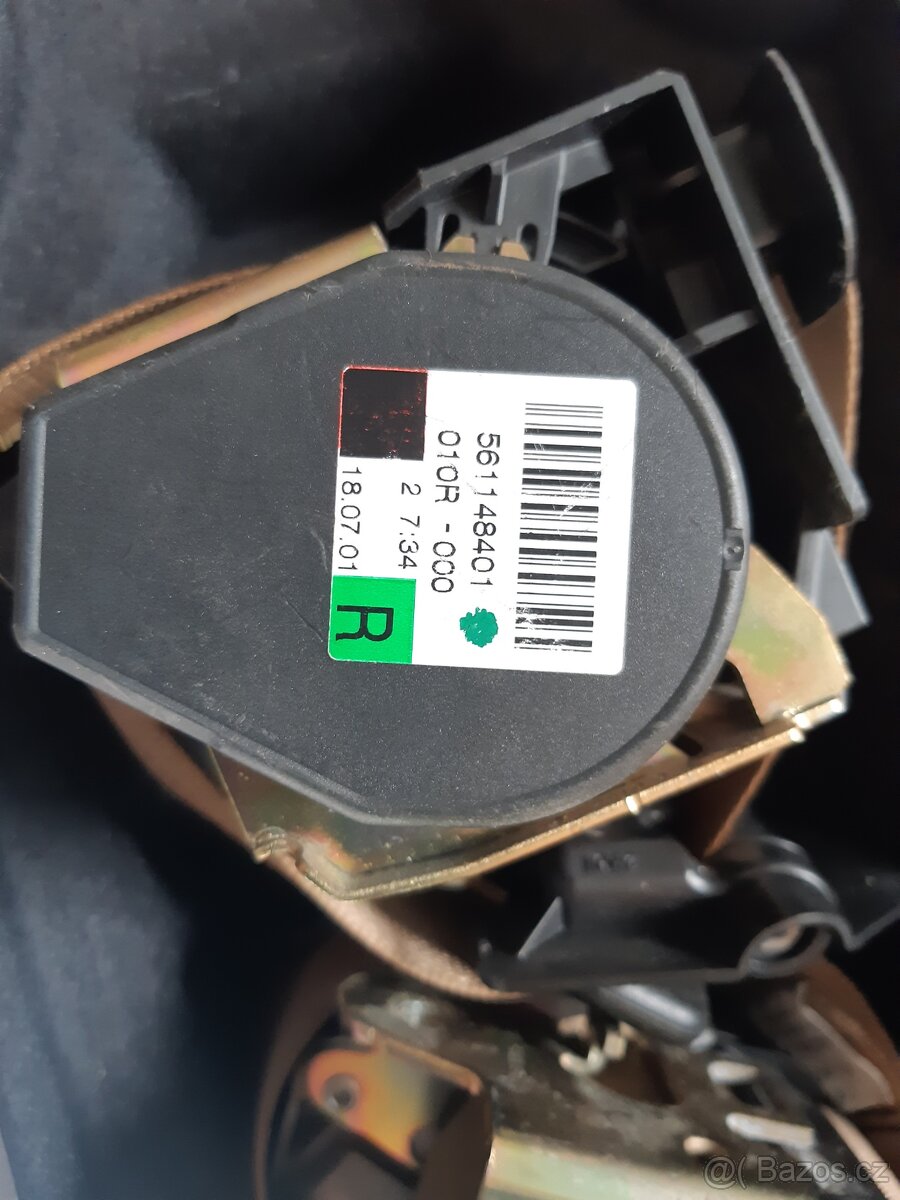 561148401
010R - 000
2 7:34
18.07.01
R
@( Bazos.cz